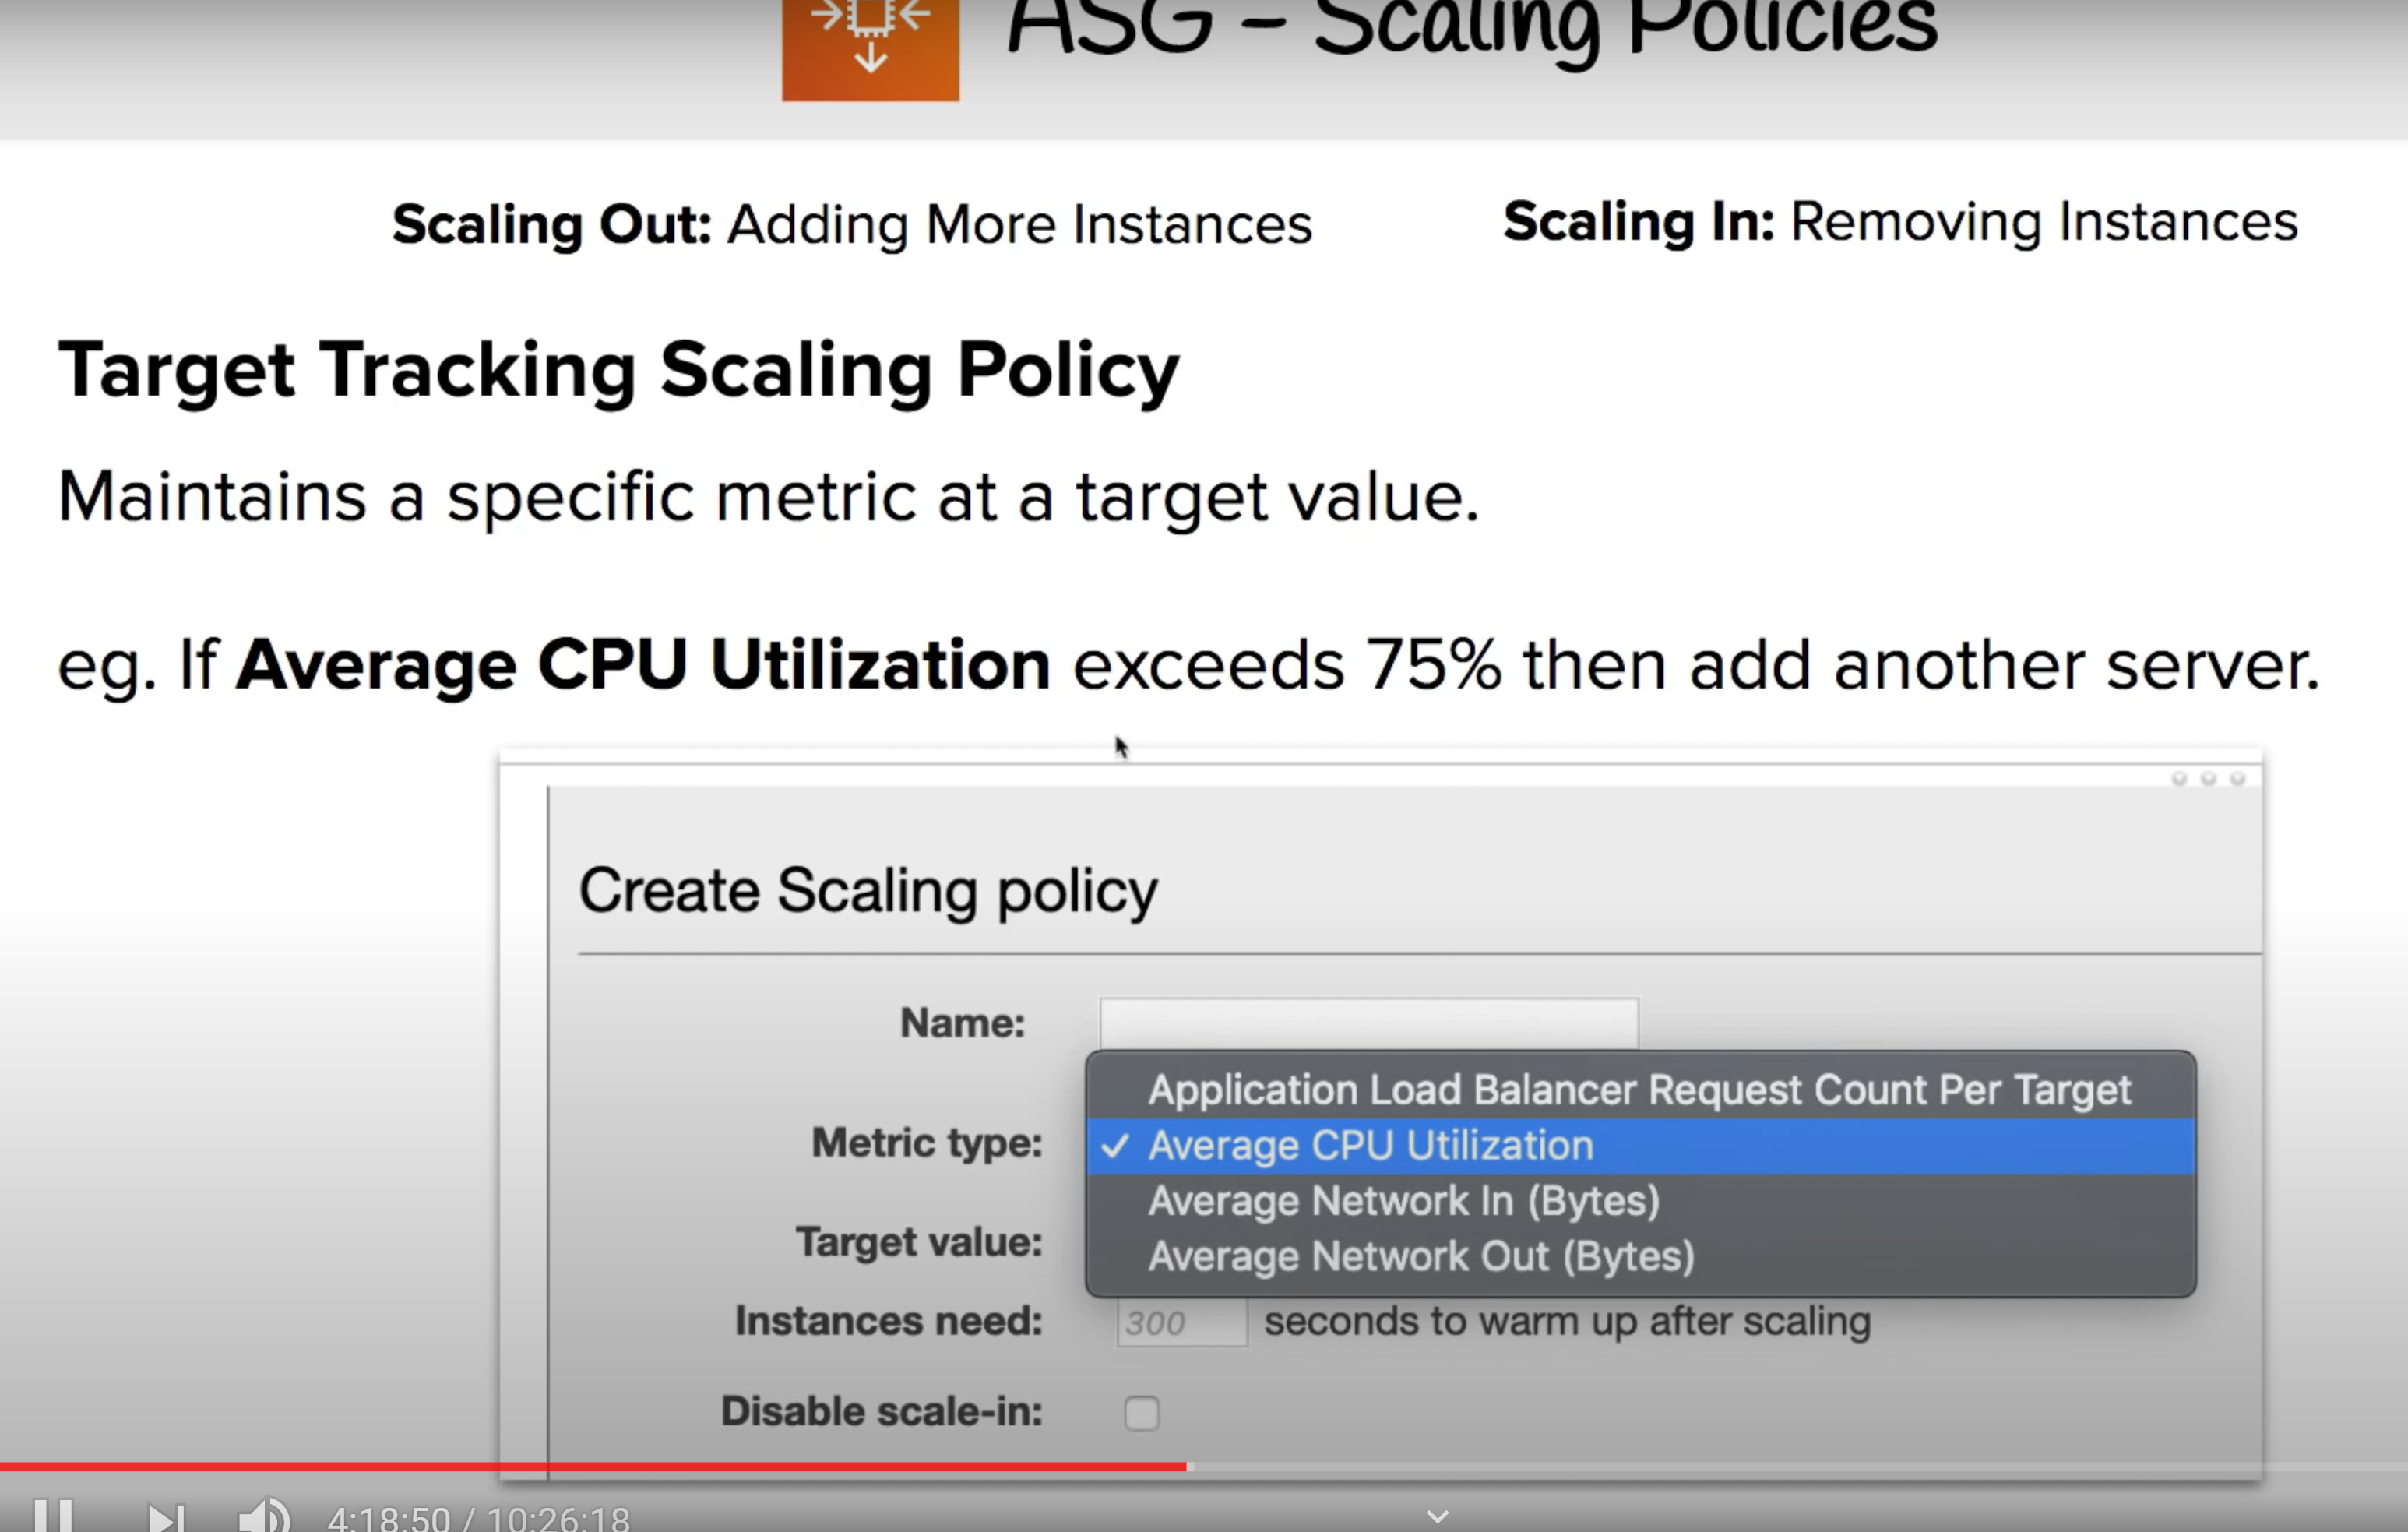 ASG - Scaling Policies
Scaling Out: Adding More Instances
Scaling In: Removing Instances
Target Tracking Scaling Policy
Maintains a specific metric at a target value.
eg. If Average CPU Utilization exceeds 75% then add another server.
Create Scaling policy
Name:
Application Load Balancer Request Count Per Target
Metric type:
✓ Average CPU Utilization
Average Network In (Bytes)
Target value:
Average Network Out (Bytes)
Instances need: 300 seconds to warm up after scaling
Disable scale-in:
4:18:50 / 10:26:18